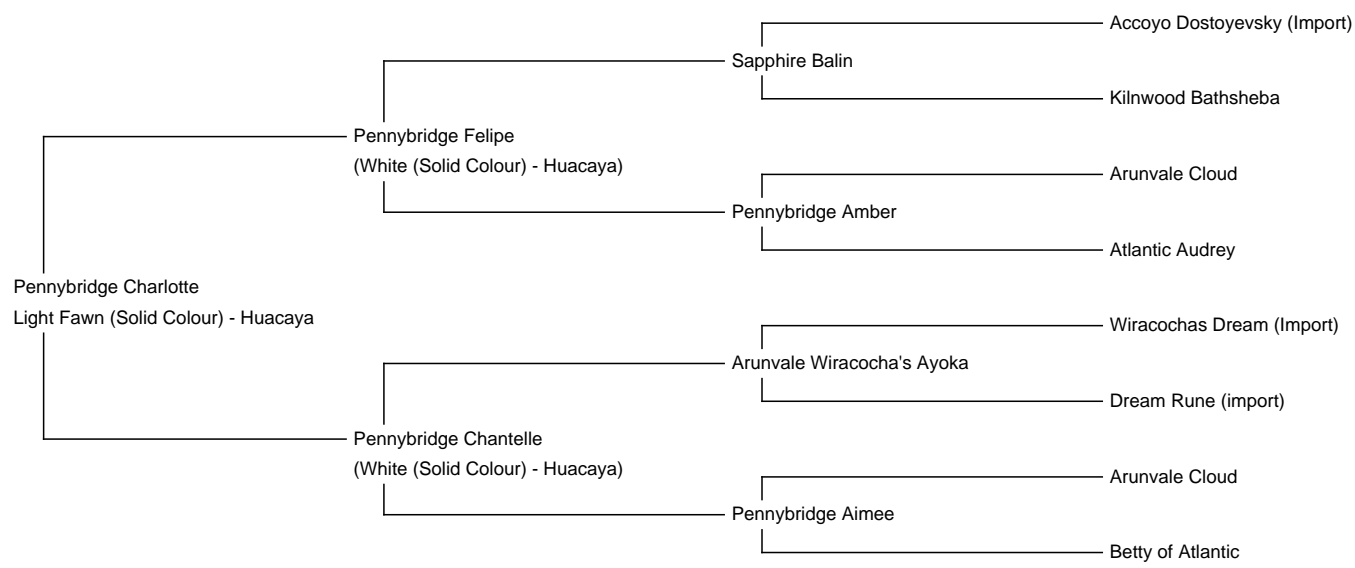 Accoyo Dostoyevsky (Import)
Sapphire Balin
Kilnwood Bathsheba
Pennybridge Felipe
(White (Solid Colour) - Huacaya)
Arunvale Cloud
Pennybridge Amber
Atlantic Audrey
Pennybridge Charlotte
Light Fawn (Solid Colour) - Huacaya
Wiracochas Dream (Import)
Arunvale Wiracocha's Ayoka
Dream Rune (import)
Pennybridge Chantelle
(White (Solid Colour) - Huacaya)
Arunvale Cloud
Pennybridge Aimee
Betty of Atlantic